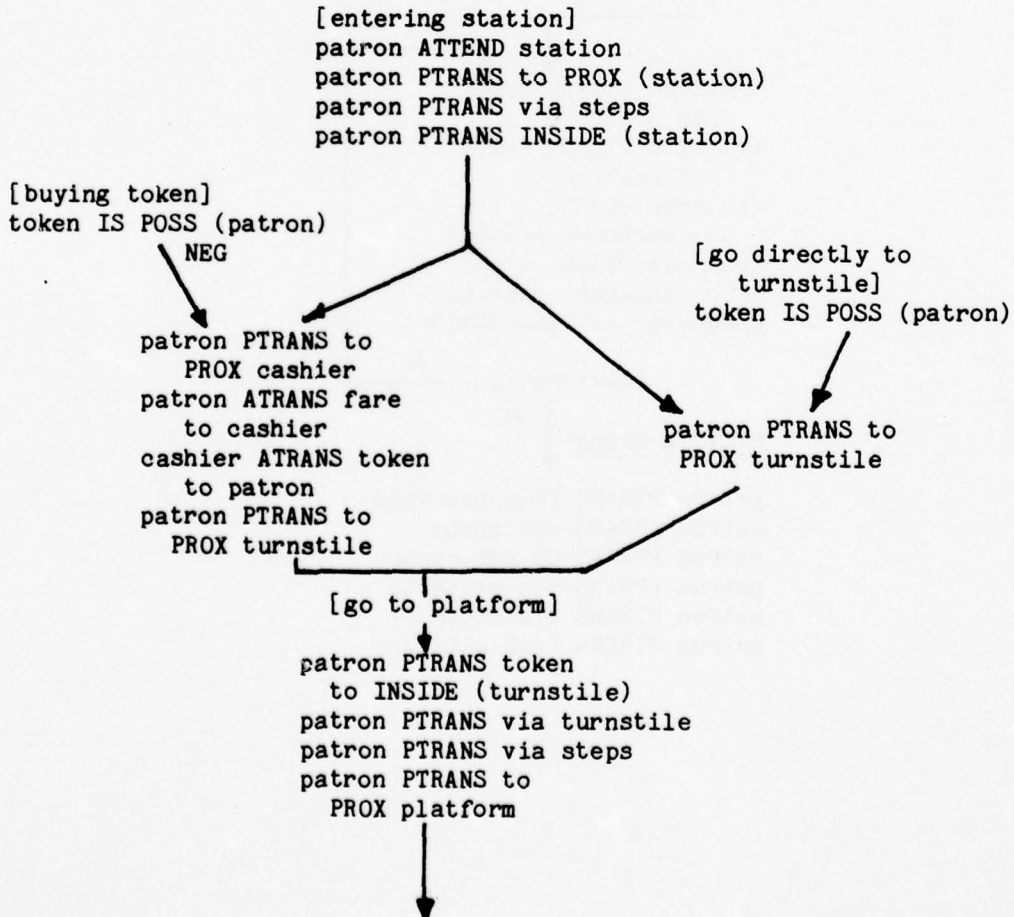 [entering station]
patron ATTEND station
patron PTRANS to PROX (station)
patron PTRANS via steps
patron PTRANS INSIDE (station)
[buying token]
token IS POSS (patron)
NEG
patron PTRANS to
PROX cashier
patron ATRANS fare
to cashier
cashier ATRANS token
to patron
patron PTRANS to
PROX turnstile
[go directly to
turnstile]
token IS POSS (patron)
patron PTRANS to
PROX turnstile
[go to platform]
patron PTRANS token
to INSIDE (turnstile)
patron PTRANS via turnstile
patron PTRANS via steps
patron PTRANS to
PROX platform